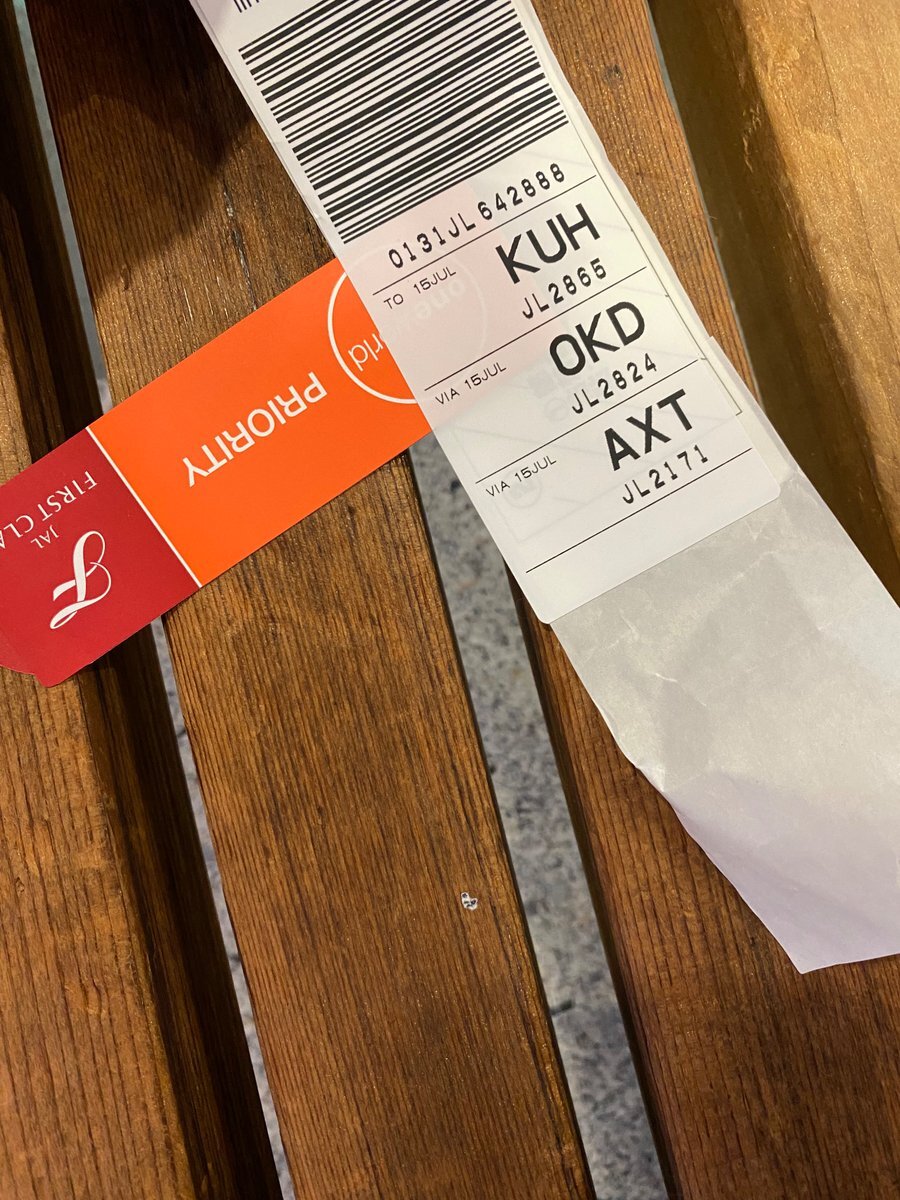 0131JL642888
TO 15JUL KUH
JL2865
VIA 15JUL OKD
JL2824
VIA 15JUL AXT
JL2171
PRIORITY
JAL
FIRST CLA